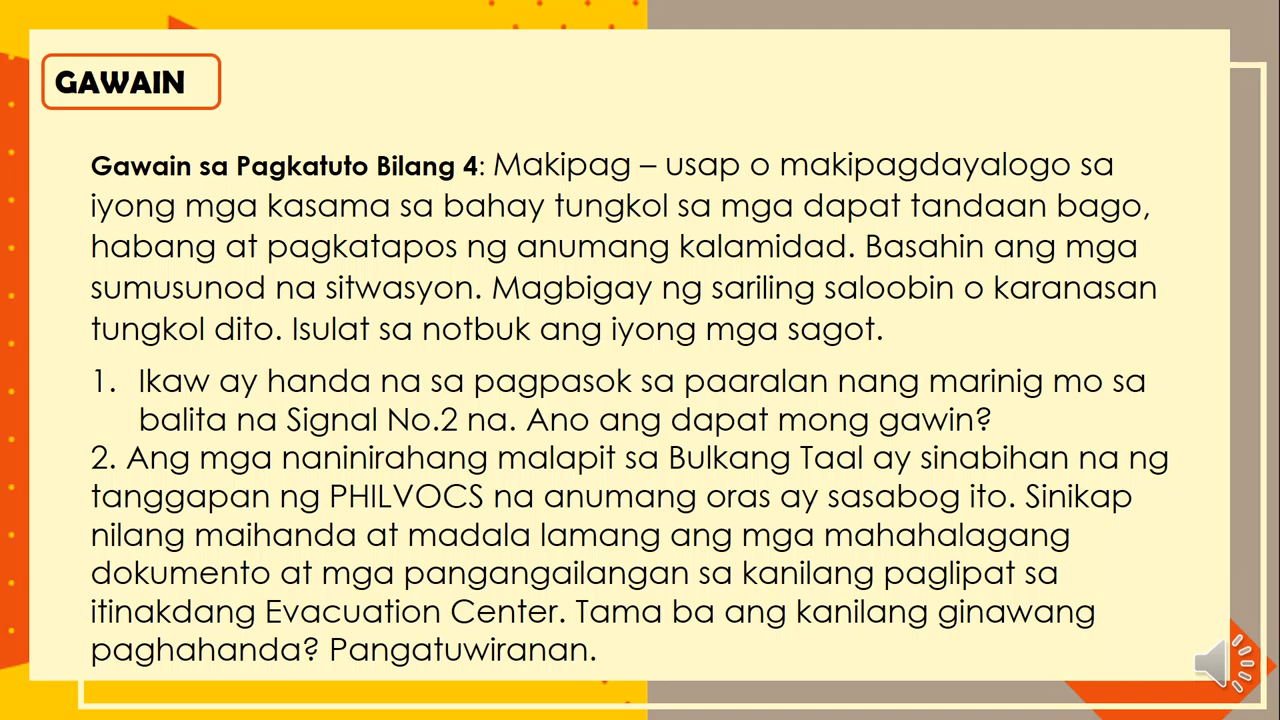 GAWAIN
Gawain sa Pagkatuto Bilang 4: Makipag – usap o makipagdayalogo sa
iyong mga kasama sa bahay tungkol sa mga dapat tandaan bago,
habang at pagkatapos ng anumang kalamidad. Basahin ang mga
sumusunod na sitwasyon. Magbigay ng sariling saloobin o karanasan
tungkol dito. Isulat sa notbuk ang iyong mga sagot.
1. Ikaw ay handa na sa pagpasok sa paaralan nang marinig mo sa
balita na Signal No.2 na. Ano ang dapat mong gawin?
2. Ang mga naninirahang malapit sa Bulkang Taal ay sinabihan na ng
tanggapan ng PHILVOCS na anumang oras ay sasabog ito. Sinikap
nilang maihanda at madala lamang ang mga mahahalagang
dokumento at mga pangangailangan sa kanilang paglipat sa
itinakdang Evacuation Center. Tama ba ang kanilang ginawang
paghahanda? Pangatuwiranan.